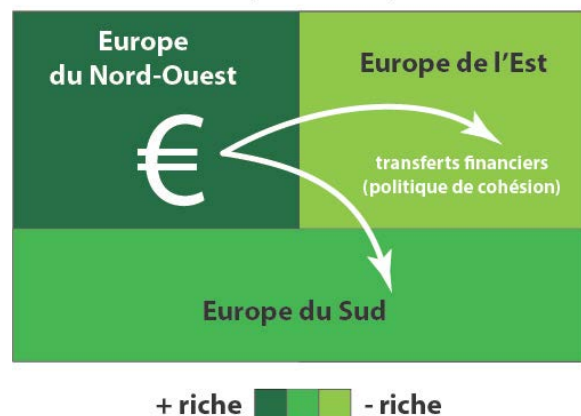 Europe
du Nord-Ouest
€
Europe de l'Est
transferts financiers
(politique de cohésion)
Europe du Sud
+ riche - riche